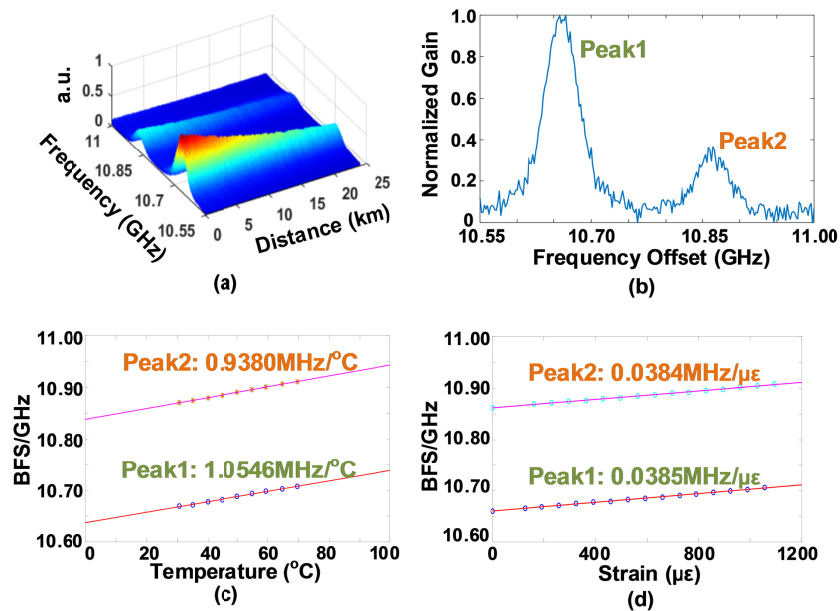 1
0.5
0
a.u.
11
10.85
10.7
10.55
Frequency (GHz)
0
5
10
15
20
25
Distance (km)
(a)
1.0
0.8
0.6
0.4
0.2
0
Normalized Gain
Peak1
Peak2
10.55
10.70
10.85
11.00
Frequency Offset (GHz)
(b)
11.00
10.90
10.80
10.70
10.60
BFS/GHz
Peak2: 0.9380MHz/°C
Peak1: 1.0546MHz/°C
0
20
40
60
80
100
Temperature (°C)
(c)
11.00
10.90
10.80
10.70
10.60
BFS/GHz
Peak2: 0.0384MHz/µε
Peak1: 0.0385MHz/µε
0
400
800
1200
Strain (µε)
(d)